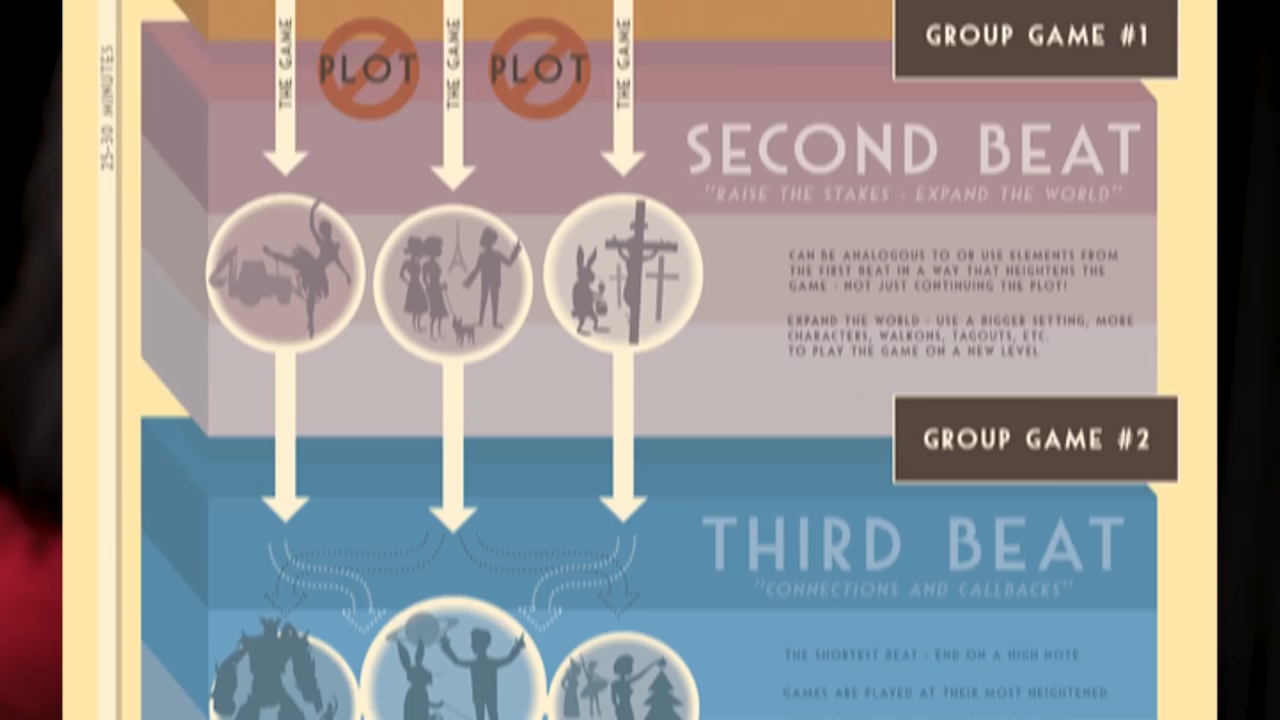 GROUP GAME #1
25-30 MINUTES
THE GAME
PLOT
THE GAME
PLOT
THE GAME
SECOND BEAT
"RAISE THE STAKES - EXPAND THE WORLD"
CAN BE ANALOGOUS TO OR USE ELEMENTS FROM
THE FIRST BEAT IN A WAY THAT HEIGHTENS THE
GAME - NOT JUST CONTINUING THE PLOT!
EXPAND THE WORLD - USE A BIGGER SETTING, MORE
CHARACTERS, WALKONS, TAGOUTS, ETC.
TO PLAY THE GAME ON A NEW LEVEL
GROUP GAME #2
THIRD BEAT
"CONNECTIONS AND CALLBACKS"
THE SHORTEST BEAT - END ON A HIGH NOTE
GAMES ARE PLAYED AT THEIR MOST HEIGHTENED